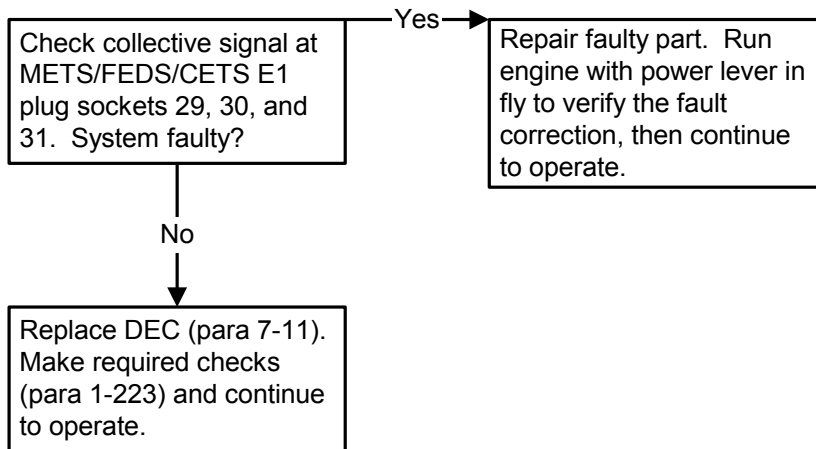 Check collective signal at
METS/FEDS/CETS E1
plug sockets 29, 30, and
31.  System faulty?
Yes
Repair faulty part.  Run
engine with power lever in
fly to verify the fault
correction, then continue
to operate.
No
Replace DEC (para 7-11).
Make required checks
(para 1-223) and continue
to operate.